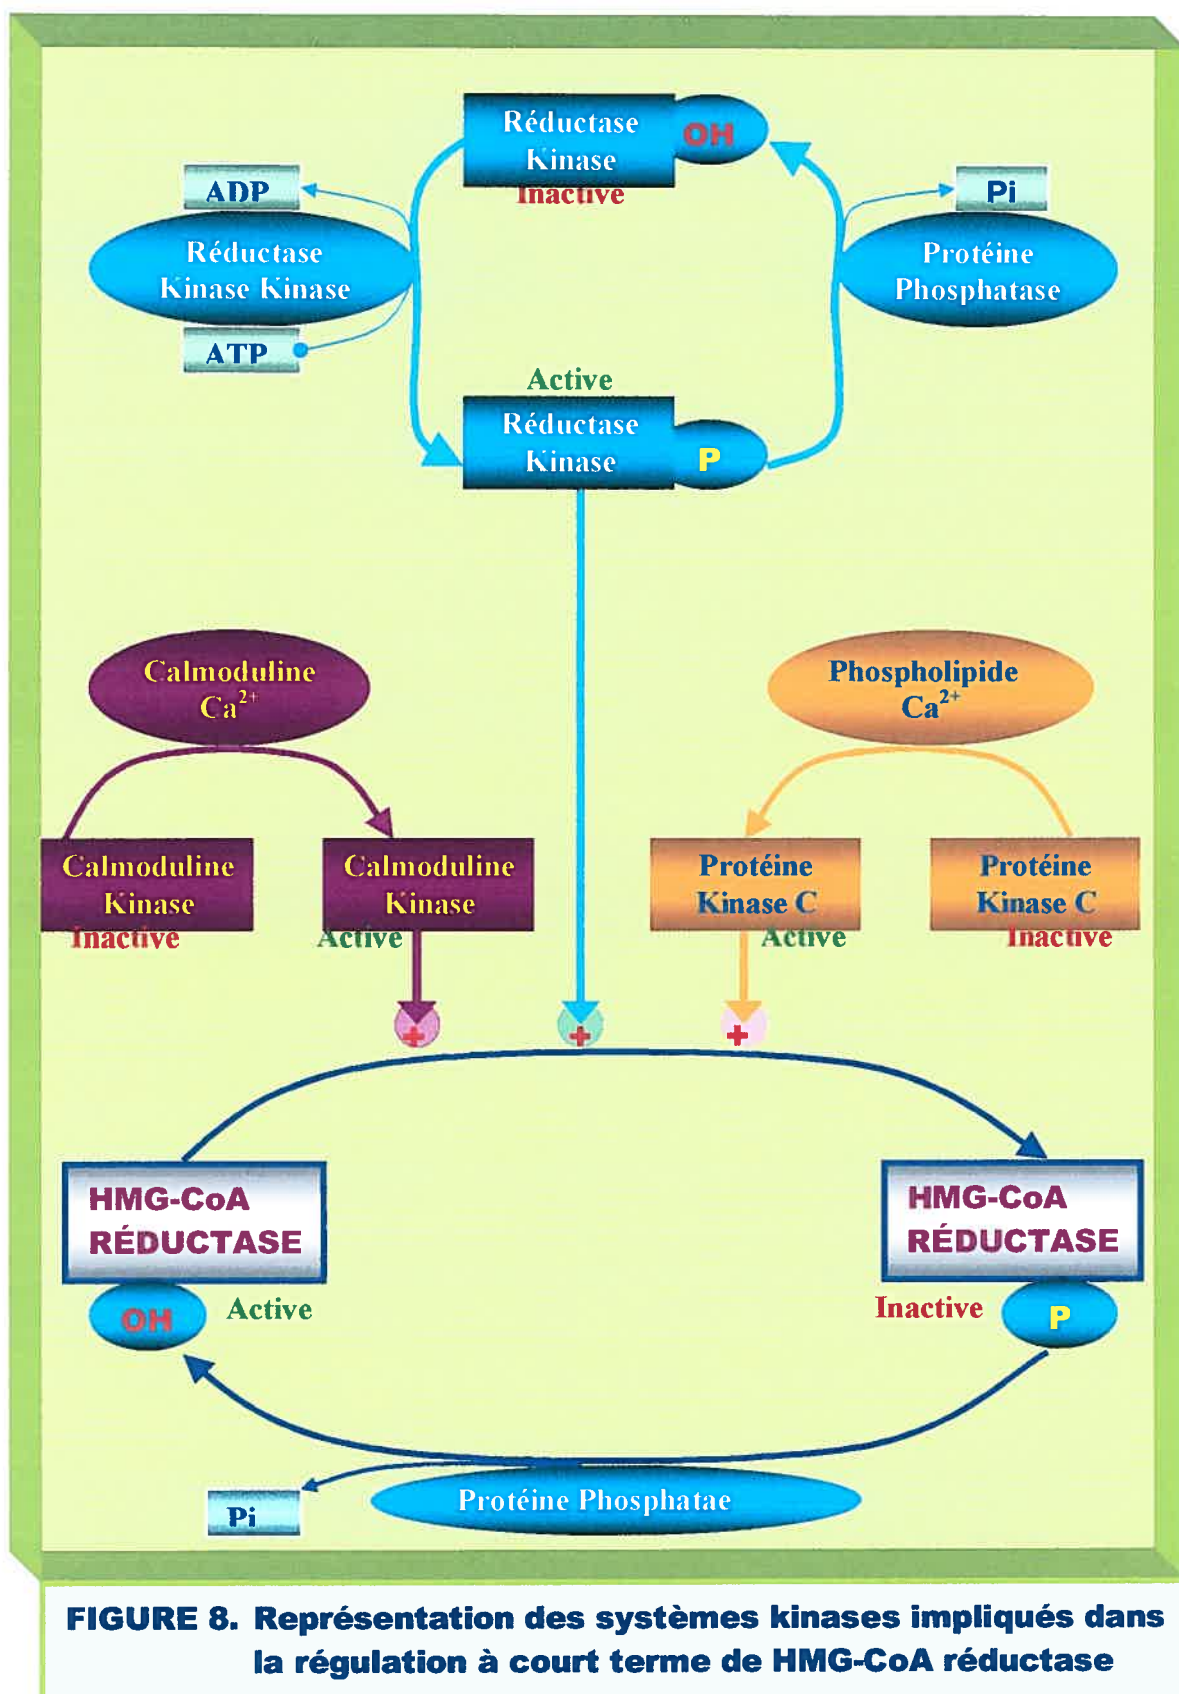 Réductase
Kinase
OH
Inactive
ADP
Réductase
Kinase Kinase
ATP
Pi
Protéine
Phosphatase
Active
Réductase
Kinase
P
Calmoduline
Ca²⁺
Phospholipide
Ca²⁺
Calmoduline
Kinase
Inactive
Calmoduline
Kinase
Active
Protéine
Kinase C
Active
Protéine
Kinase C
Inactive
+
+
+
HMG-CoA
RÉDUCTASE
OH
Active
HMG-CoA
RÉDUCTASE
Inactive
P
Pi
Protéine Phosphatae
FIGURE 8. Représentation des systèmes kinases impliqués dans
la régulation à court terme de HMG-CoA réductase